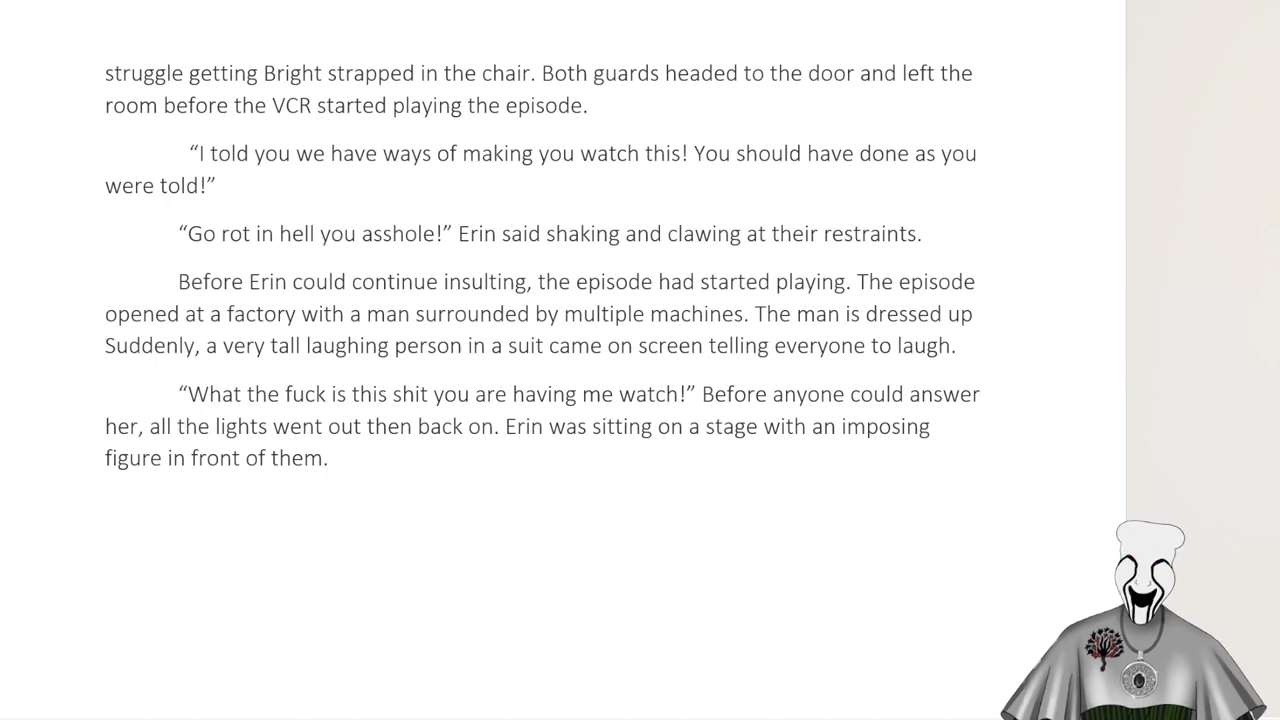 struggle getting Bright strapped in the chair. Both guards headed to the door and left the
room before the VCR started playing the episode.
“I told you we have ways of making you watch this! You should have done as you
were told!”
“Go rot in hell you asshole!” Erin said shaking and clawing at their restraints.
Before Erin could continue insulting, the episode had started playing. The episode
opened at a factory with a man surrounded by multiple machines. The man is dressed up
Suddenly, a very tall laughing person in a suit came on screen telling everyone to laugh.
“What the fuck is this shit you are having me watch!” Before anyone could answer
her, all the lights went out then back on. Erin was sitting on a stage with an imposing
figure in front of them.